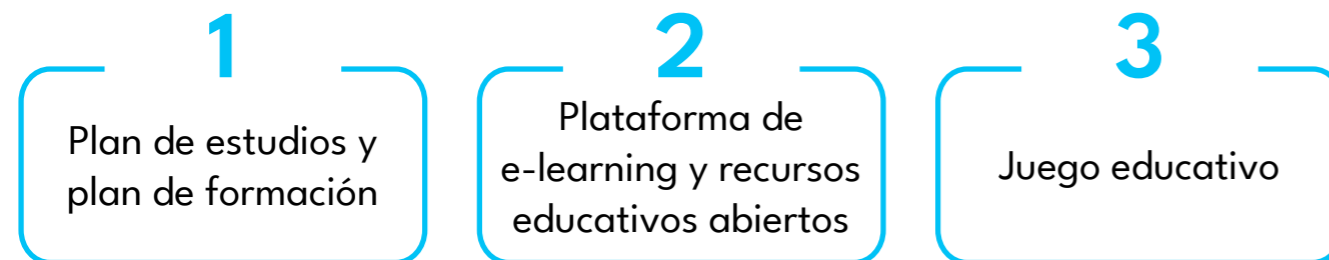 1
Plan de estudios y
plan de formación
2
Plataforma de
e-learning y recursos
educativos abiertos
3
Juego educativo